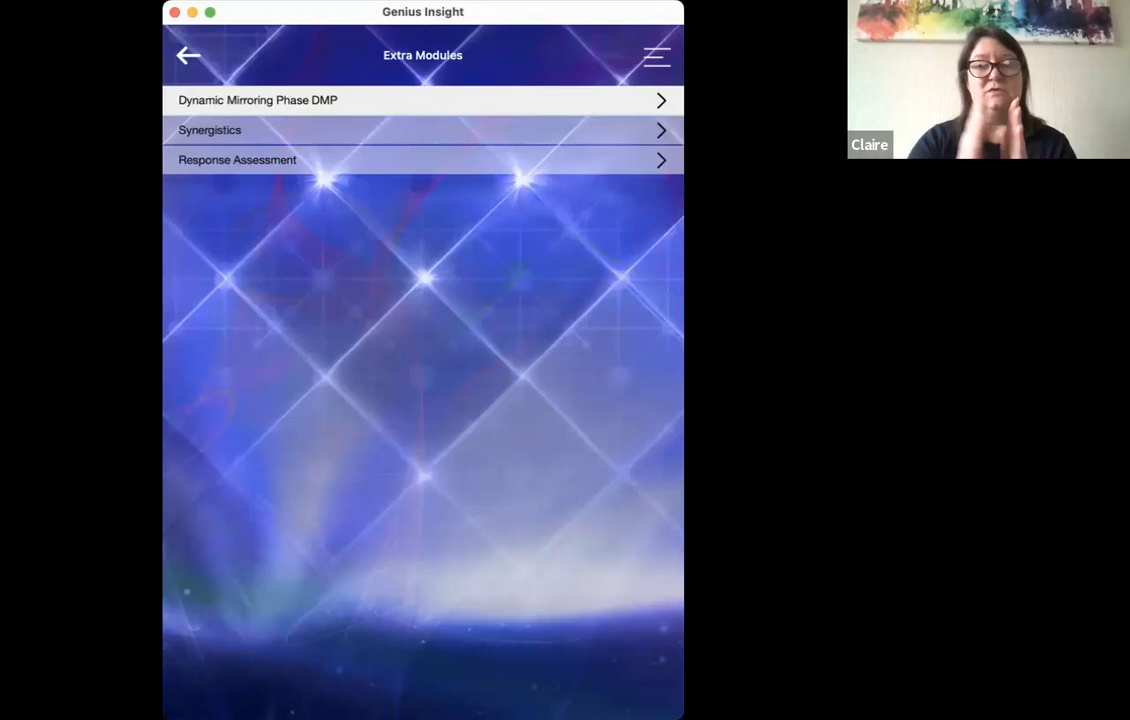 Genius Insight
Extra Modules
Dynamic Mirroring Phase DMP
Synergistics
Response Assessment
Claire